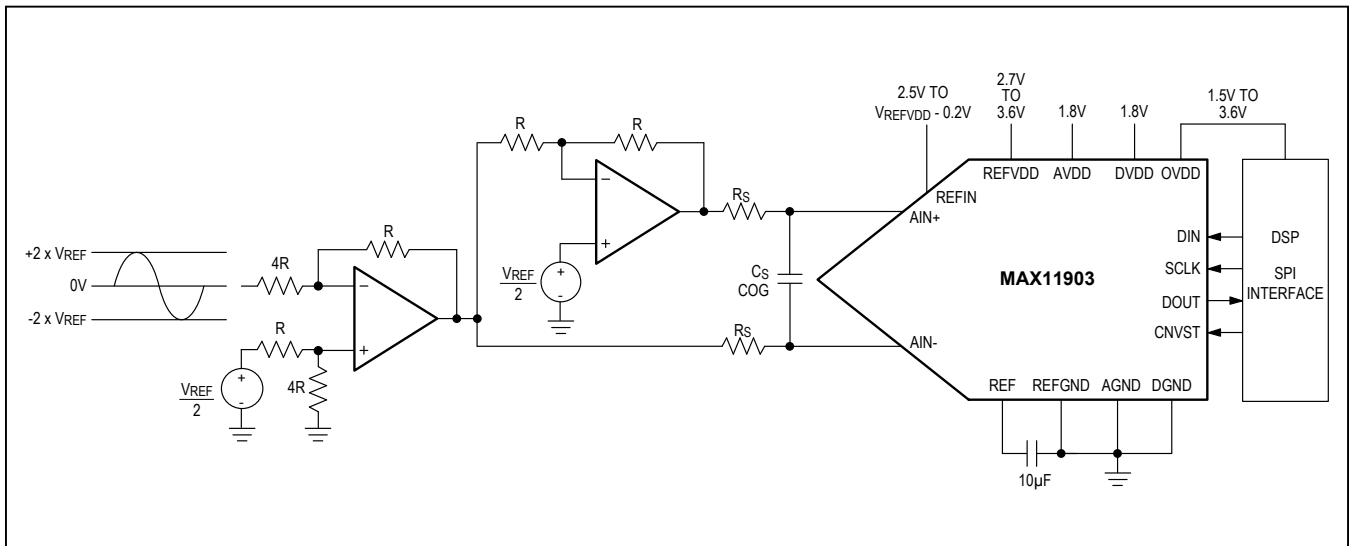 +2 x VREF
0V
-2 x VREF
4R
R
R
VREF
2
4R
R
R
VREF
2
RS
RS
CS
COG
2.5V TO
VREFVDD - 0.2V
2.7V
TO
3.6V
1.8V
1.8V
1.5V TO
3.6V
REFIN
REFVDD
AVDD
DVDD
OVDD
AIN+
AIN-
MAX11903
DIN
SCLK
DOUT
CNVST
DSP
SPI
INTERFACE
REF
REFGND
AGND
DGND
10µF
+
-
-
+
+
-
-
+